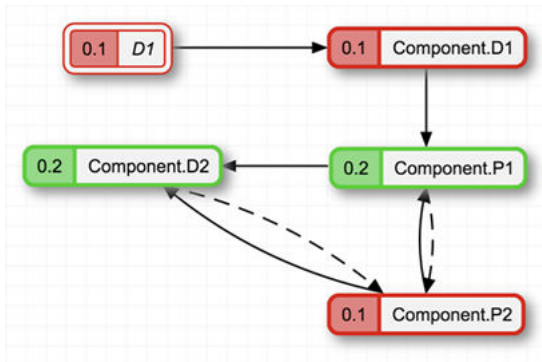 0.1 D1
0.1 Component.D1
0.2 Component.D2
0.2 Component.P1
0.1 Component.P2